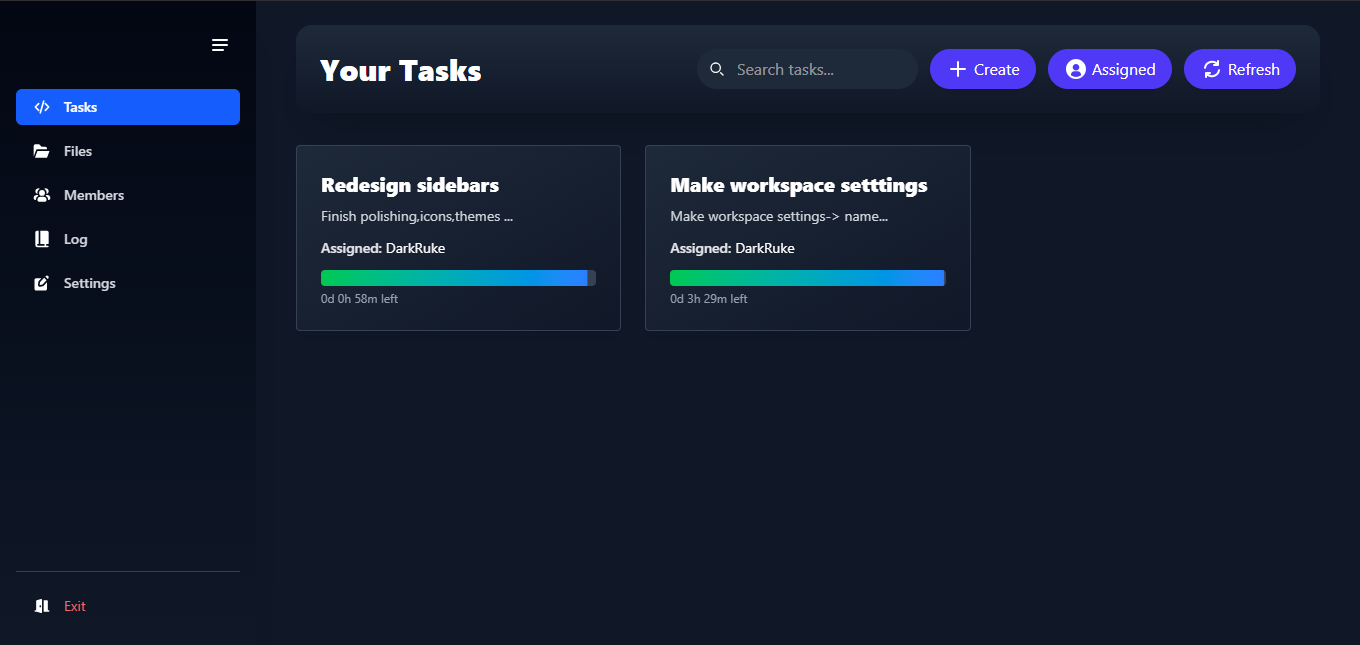 Your Tasks
Search tasks...
Create
Assigned
Refresh
Tasks
Files
Members
Log
Settings
Exit
Redesign sidebars
Finish polishing,icons,themes ...
Assigned: DarkRuke
0d 0h 58m left
Make workspace setttings
Make workspace settings-> name...
Assigned: DarkRuke
0d 3h 29m left